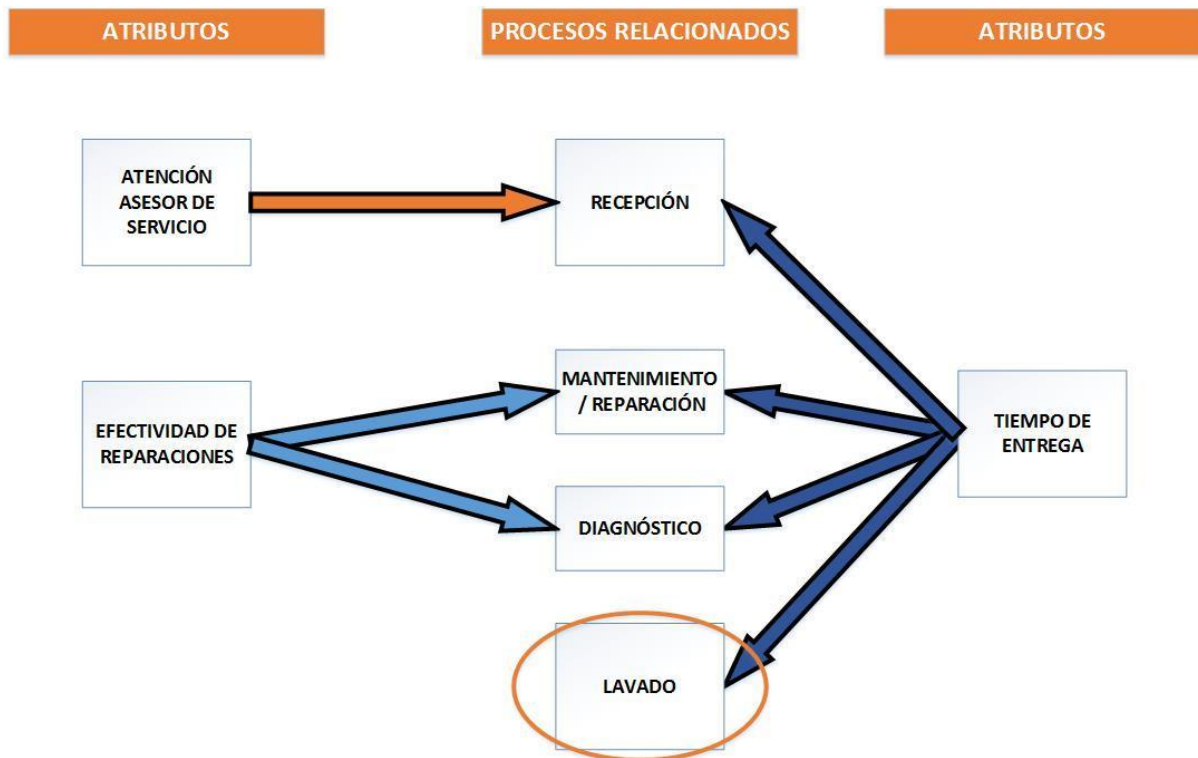 ATRIBUTOS
PROCESOS RELACIONADOS
ATRIBUTOS
ATENCIÓN
ASESOR DE
SERVICIO
RECEPCIÓN
EFECTIVIDAD DE
REPARACIONES
MANTENIMIENTO
/ REPARACIÓN
DIAGNÓSTICO
LAVADO
TIEMPO DE
ENTREGA